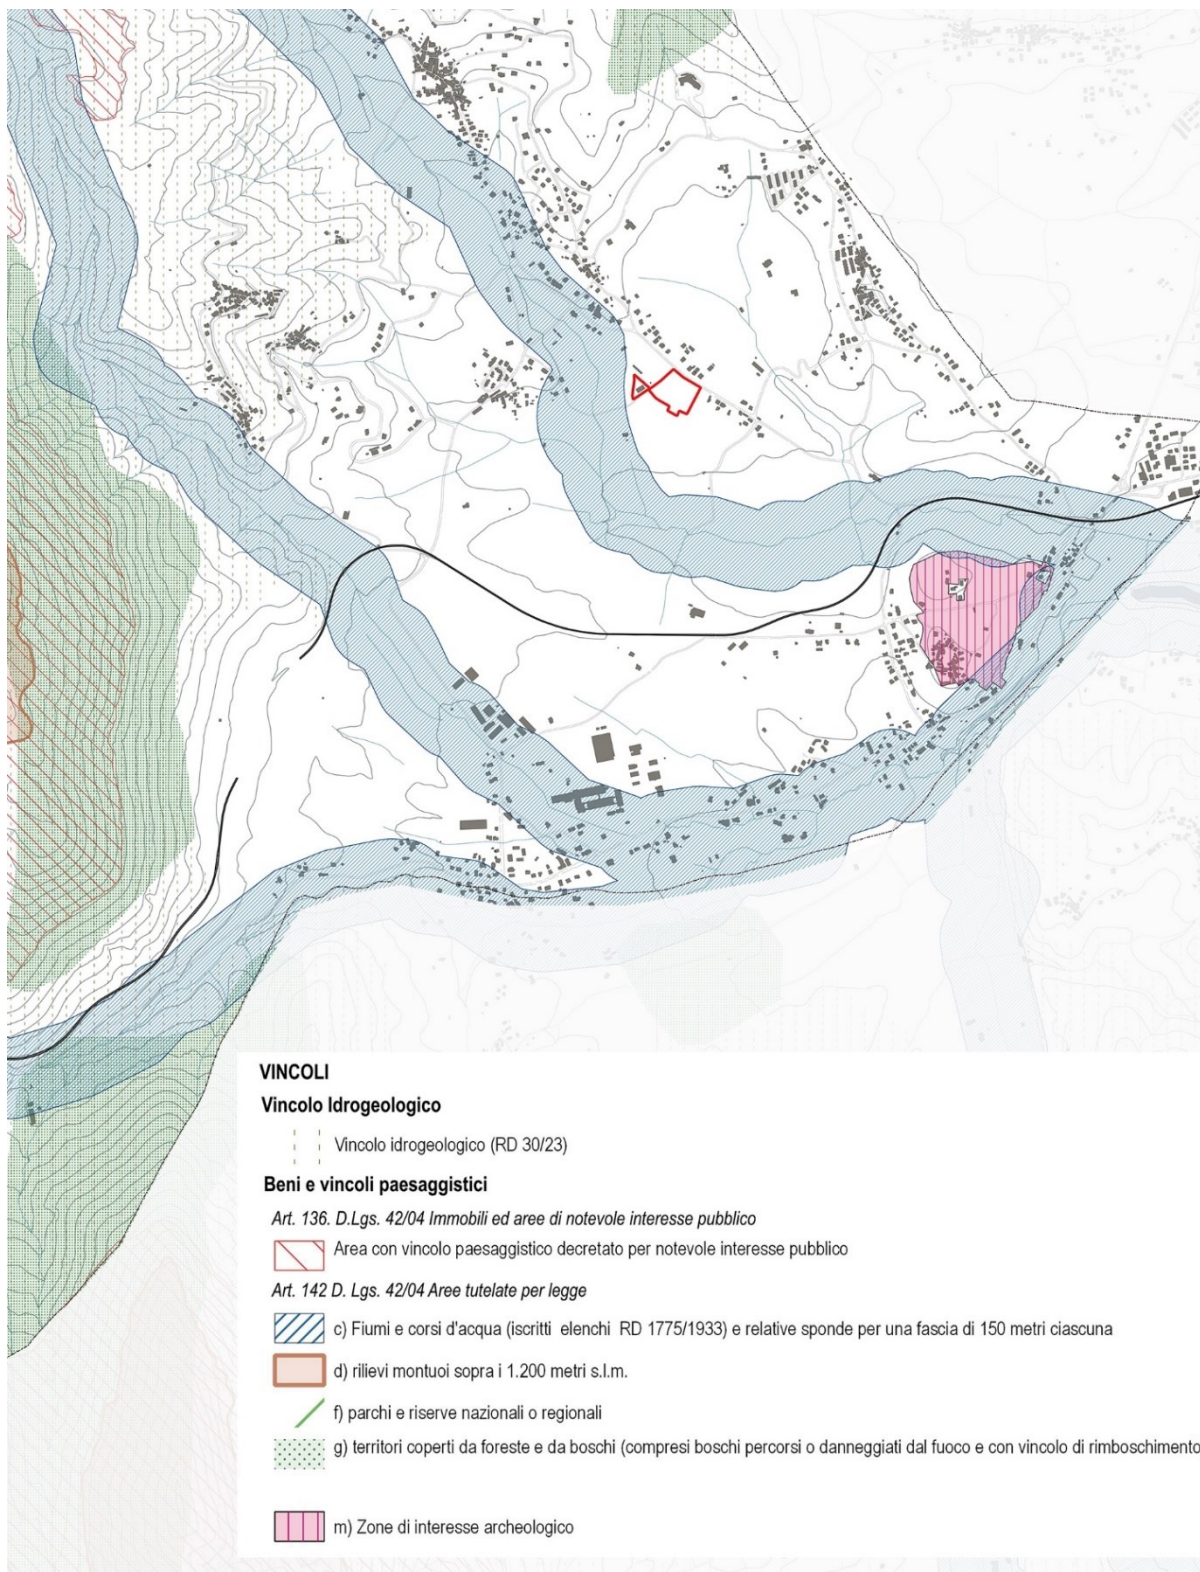 VINCOLI
Vincolo Idrogeologico
Vincolo idrogeologico (RD 30/23)
Beni e vincoli paesaggistici
Art. 136. D.Lgs. 42/04 Immobili ed aree di notevole interesse pubblico
Area con vincolo paesaggistico decretato per notevole interesse pubblico
Art. 142 D. Lgs. 42/04 Aree tutelate per legge
c) Fiumi e corsi d'acqua (iscritti elenchi RD 1775/1933) e relative sponde per una fascia di 150 metri ciascuna
d) rilievi montuoi sopra i 1.200 metri s.l.m.
f) parchi e riserve nazionali o regionali
g) territori coperti da foreste e da boschi (compresi boschi percorsi o danneggiati dal fuoco e con vincolo di rimboschimento
m) Zone di interesse archeologico